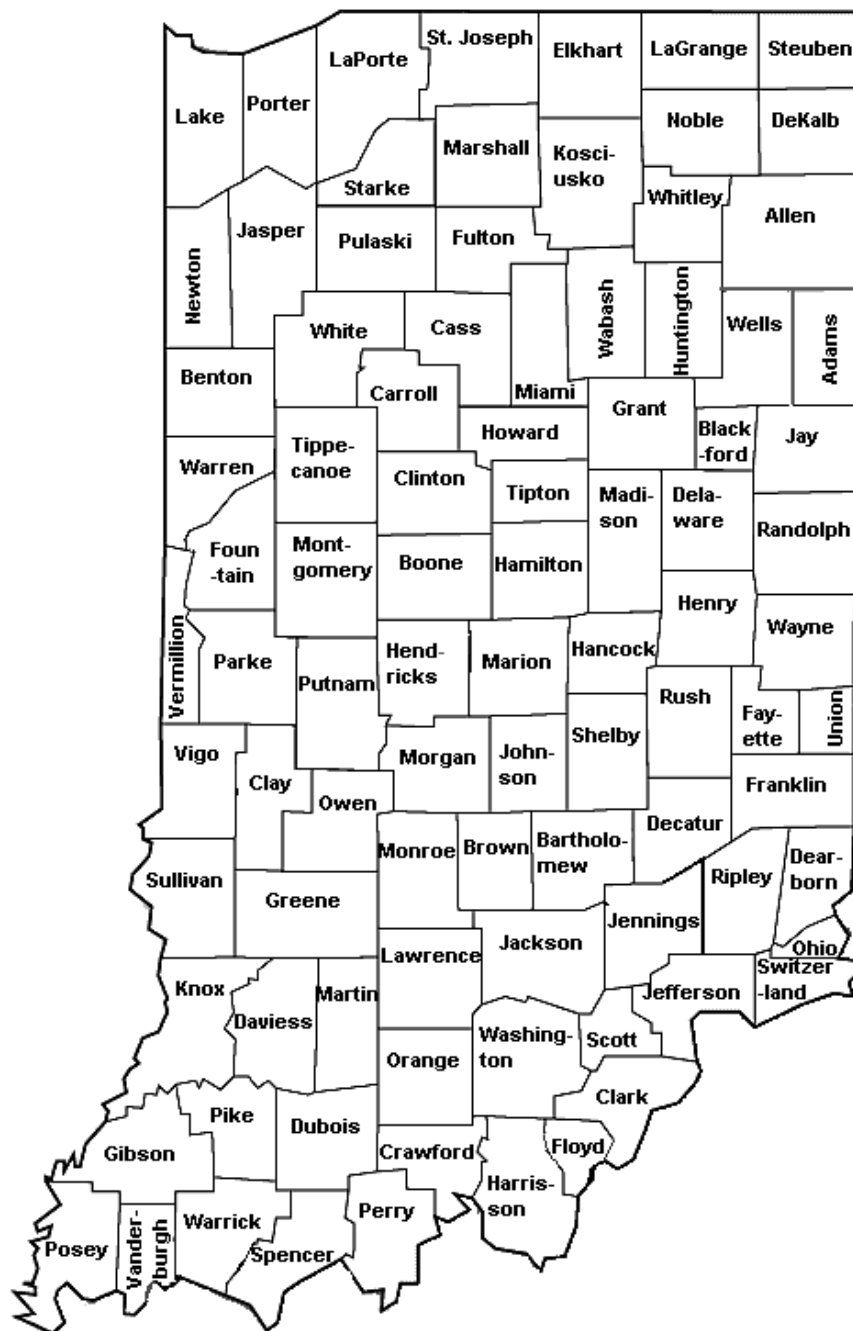 St. Joseph
Elkhart
LaGrange
Steuben
LaPorte
Porter
Lake
Noble
DeKalb
Marshall
Kosci-
usko
Starke
Whitley
Allen
Jasper
Pulaski
Fulton
Newton
White
Cass
Miami
Wabash
Huntington
Wells
Adams
Benton
Carroll
Grant
Black
-ford
Jay
Howard
Tippe-
canoe
Warren
Clinton
Tipton
Madi-
son
Dela-
ware
Randolph
Foun
-tain
Mont-
gomery
Boone
Hamilton
Henry
Wayne
Vermillion
Parke
Putnam
Hend-
ricks
Marion
Hancock
Rush
Fay-
ette
Union
Vigo
Clay
Morgan
John-
son
Shelby
Franklin
Owen
Decatur
Monroe
Brown
Bartholo-
mew
Ripley
Dear-
born
Sullivan
Greene
Jennings
Lawrence
Jackson
Ohio
Switzer
-land
Knox
Daviess
Martin
Jefferson
Orange
Washing-
ton
Scott
Clark
Pike
Dubois
Gibson
Crawford
Floyd
Harris-
son
Posey
Vander-
burgh
Warrick
Spencer
Perry